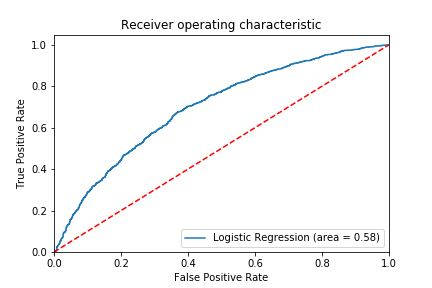 Receiver operating characteristic
True Positive Rate
1.0
0.8
0.6
0.4
0.2
0.0
Logistic Regression (area = 0.58)
0.0 0.2 0.4 0.6 0.8 1.0
False Positive Rate